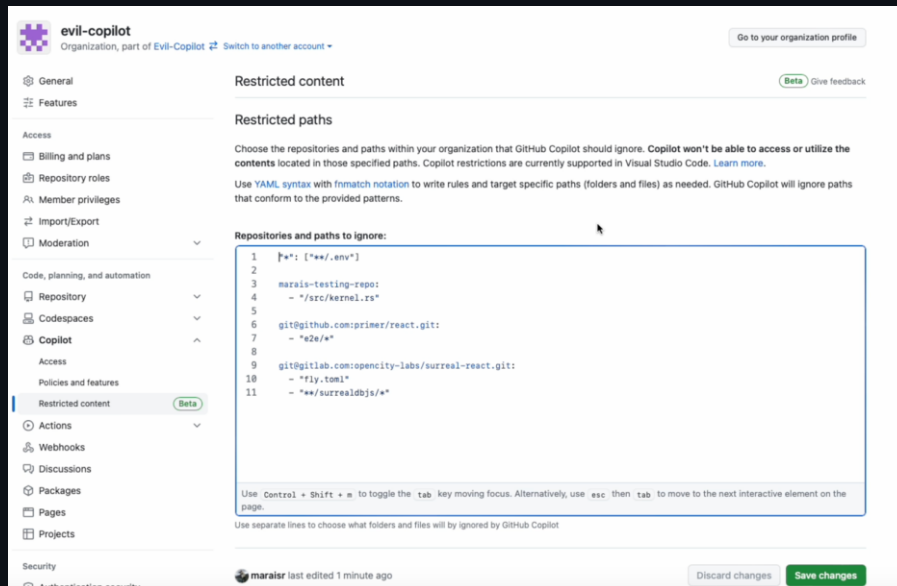 evil-copilot
Organization, part of Evil-Copilot Switch to another account
Go to your organization profile
General
Features
Access
Billing and plans
Repository roles
Member privileges
Import/Export
Moderation
Code, planning, and automation
Repository
Codespaces
Copilot
Access
Policies and features
Restricted content Beta
Actions
Webhooks
Discussions
Packages
Pages
Projects
Security
Authentication security
Restricted content
Beta Give feedback
Restricted paths
Choose the repositories and paths within your organization that GitHub Copilot should ignore. Copilot won't be able to access or utilize the
contents located in those specified paths. Copilot restrictions are currently supported in Visual Studio Code. Learn more.
Use YAML syntax with fnmatch notation to write rules and target specific paths (folders and files) as needed. GitHub Copilot will ignore paths
that conform to the provided patterns.
Repositories and paths to ignore:
1 "*": ["**/.env"]
2
3 marais-testing-repo:
4 - "/src/kernel.rs"
5
6 git@github.com:primer/react.git:
7 - "e2e/*"
8
9 git@gitlab.com:opencity-labs/surreal-react.git:
10 - "fly.toml"
11 - "**/surrealdbjs/*"
Use Control + Shift + m to toggle the tab key moving focus. Alternatively, use esc then tab to move to the next interactive element on the
page.
Use separate lines to choose what folders and files will by ignored by GitHub Copilot
maraisr last edited 1 minute ago
Discard changes
Save changes